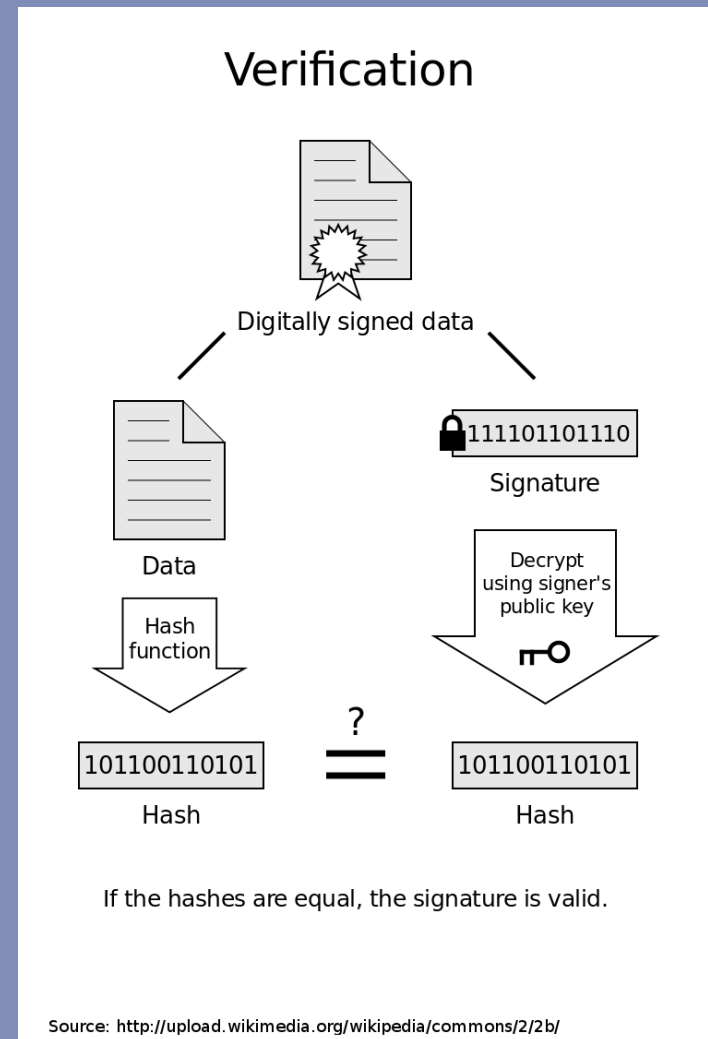 Verification
Digitally signed data
Data
Hash
function
101100110101
Hash
111101101110
Signature
Decrypt
using signer's
public key
?
=
101100110101
Hash
If the hashes are equal, the signature is valid.
Source: http://upload.wikimedia.org/wikipedia/commons/2/2b/